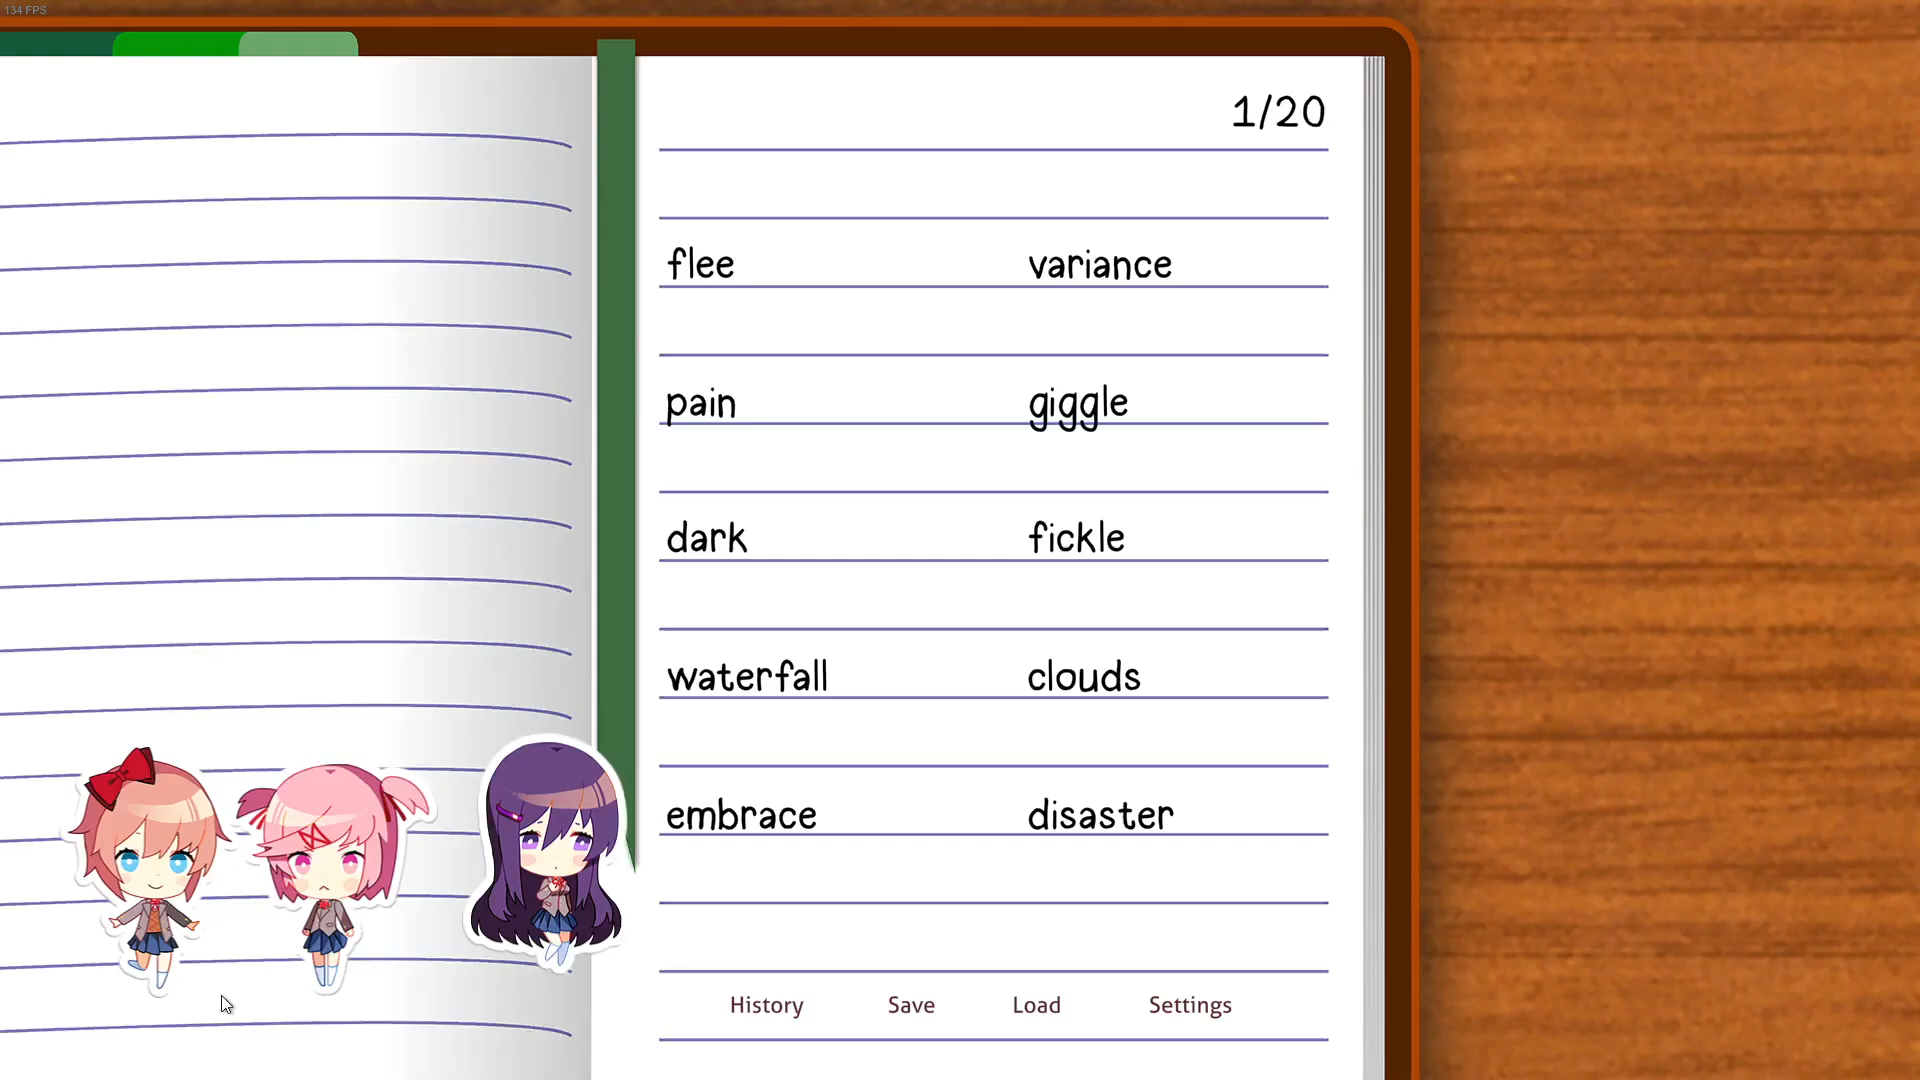 134 FPS
1/20
flee variance
pain giggle
dark fickle
waterfall clouds
embrace disaster
History Save Load Settings